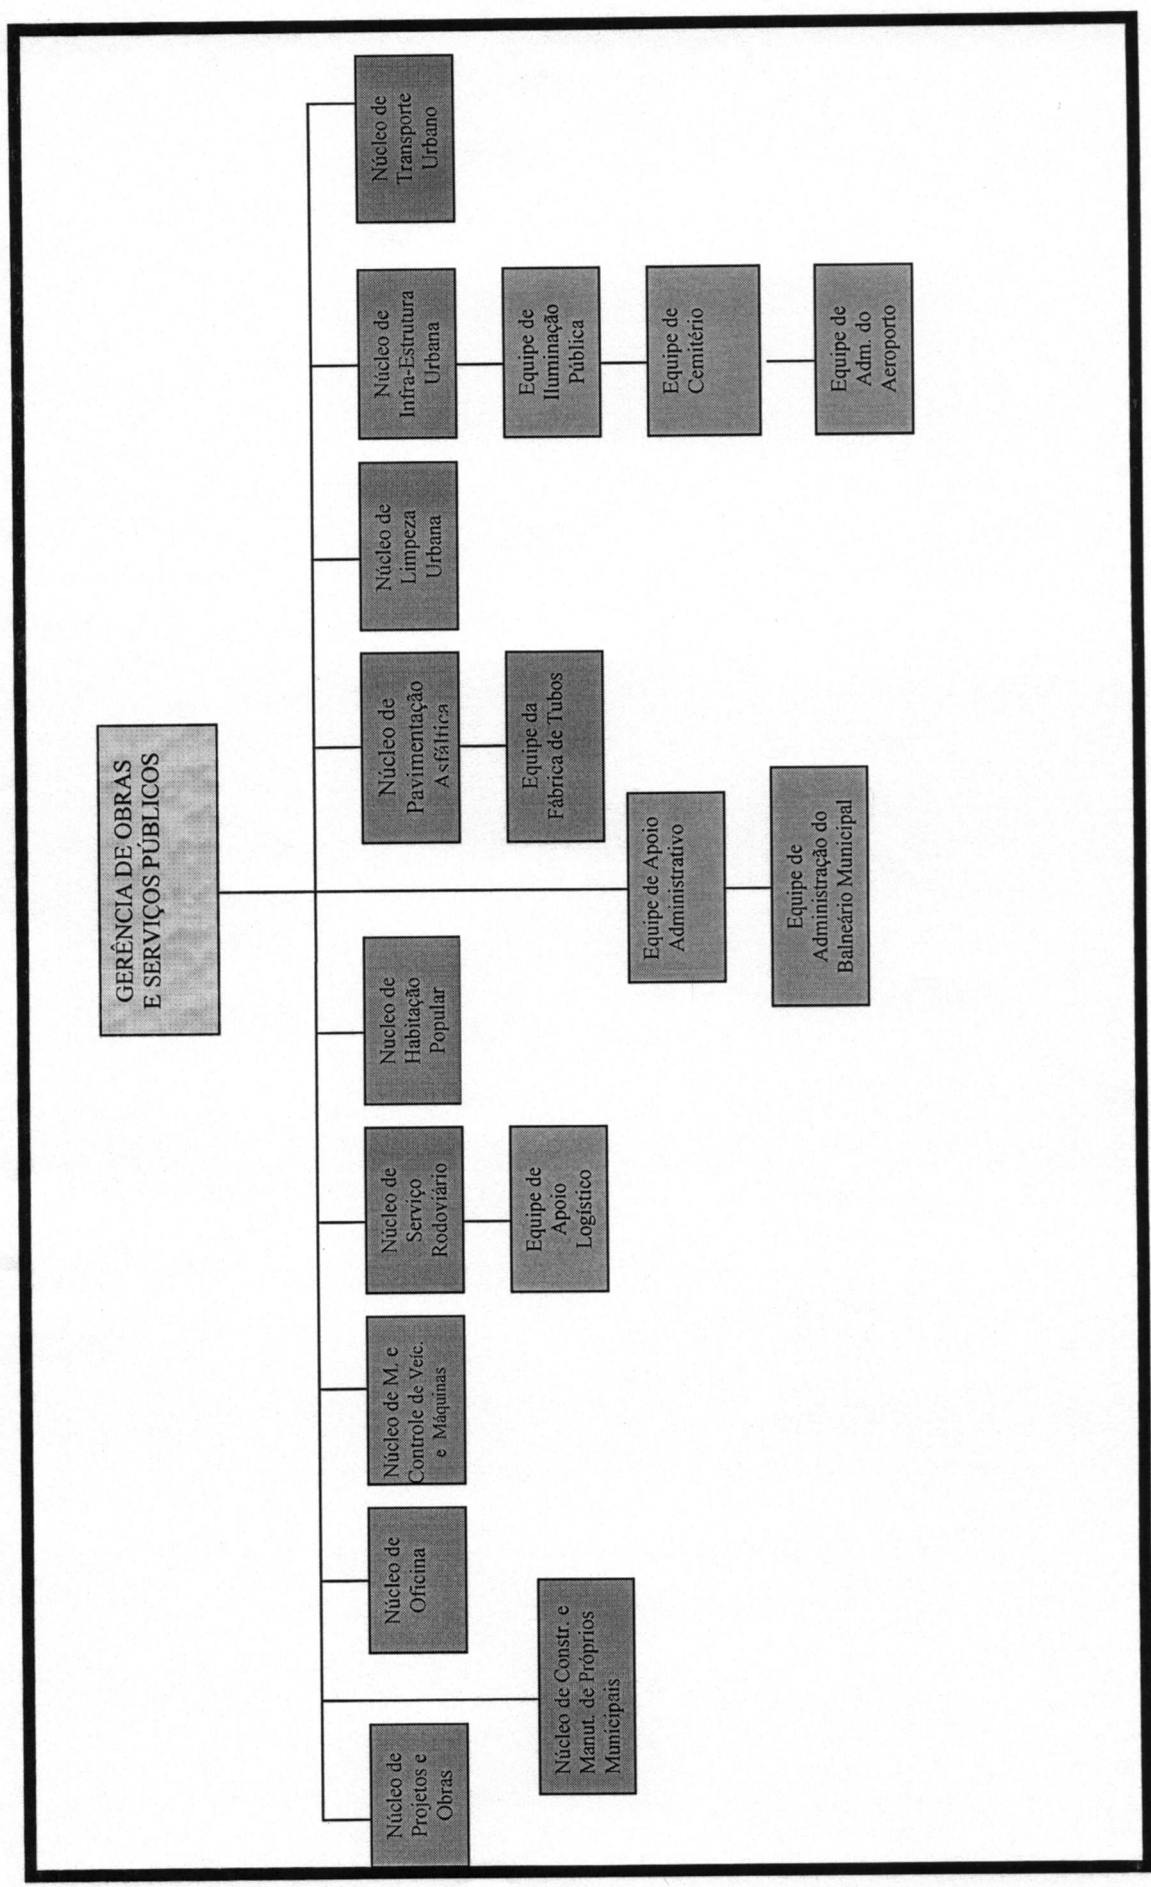 GERÊNCIA DE OBRAS
E SERVIÇOS PÚBLICOS
Núcleo de
Projetos e
Obras
Núcleo de Constr. e
Manut. de Próprios
Municipais
Núcleo de
Oficina
Núcleo de M. e
Controle de Veíc.
e Máquinas
Núcleo de
Serviço
Rodoviário
Equipe de
Apoio
Logístico
Nucleo de
Habitação
Popular
Equipe de Apoio
Administrativo
Equipe de
Administração do
Balneário Municipal
Núcleo de
Pavimentação
Asfáltica
Equipe da
Fábrica de Tubos
Núcleo de
Limpeza
Urbana
Núcleo de
Infra-Estrutura
Urbana
Equipe de
Iluminação
Pública
Equipe de
Cemitério
Equipe de
Adm. do
Aeroporto
Núcleo de
Transporte
Urbano